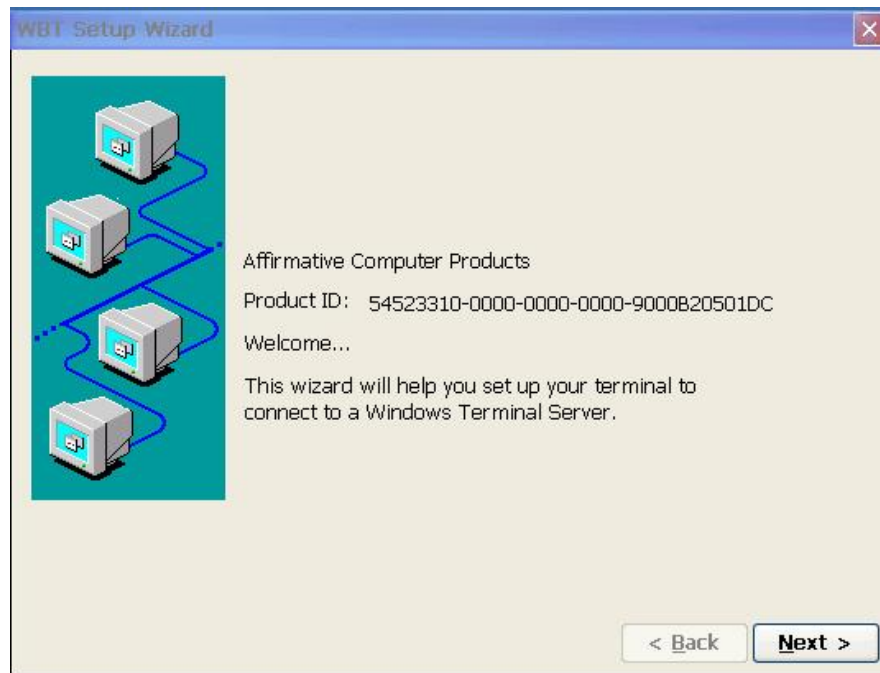 WBT Setup Wizard
Affirmative Computer Products
Product ID: 54523310-0000-0000-0000-9000B20501DC
Welcome...
This wizard will help you set up your terminal to
connect to a Windows Terminal Server.
< Back Next >